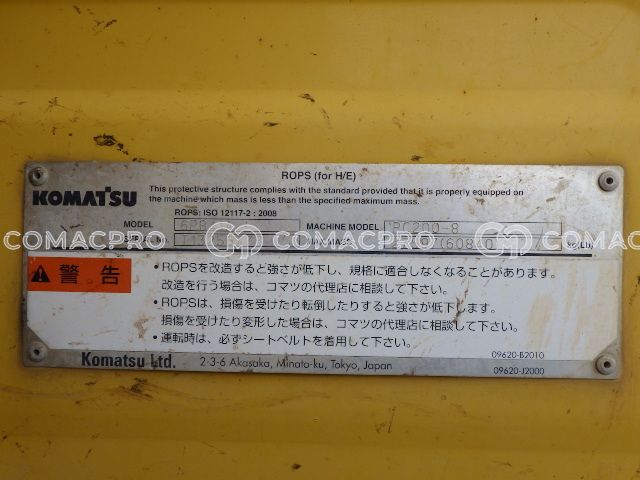 ROPS (for H/E)
KOMATSU
This protective structure complies with the standard provided that it is properly equipped on
the machine which mass is less than the specified maximum mass.
ROPS: ISO 12117-2 : 2008
MODEL
MACHINE MODEL PC200-8
COMACPRO COMACPRO COMACPRO
警告
・ROPSを改造すると強さが低下し、規格に適合しなくなることがあります。
改造を行う場合は、コマツの代理店に相談して下さい。
・ROPSは、損傷を受けたり転倒したりすると強さが低下します。
損傷を受けたり変形した場合は、コマツの代理店に相談して下さい。
・運転時は、必ずシートベルトを着用して下さい。
09620-B2010
Komatsu Ltd. 2-3-6 Akasaka, Minato-ku, Tokyo, Japan
09620-J2000